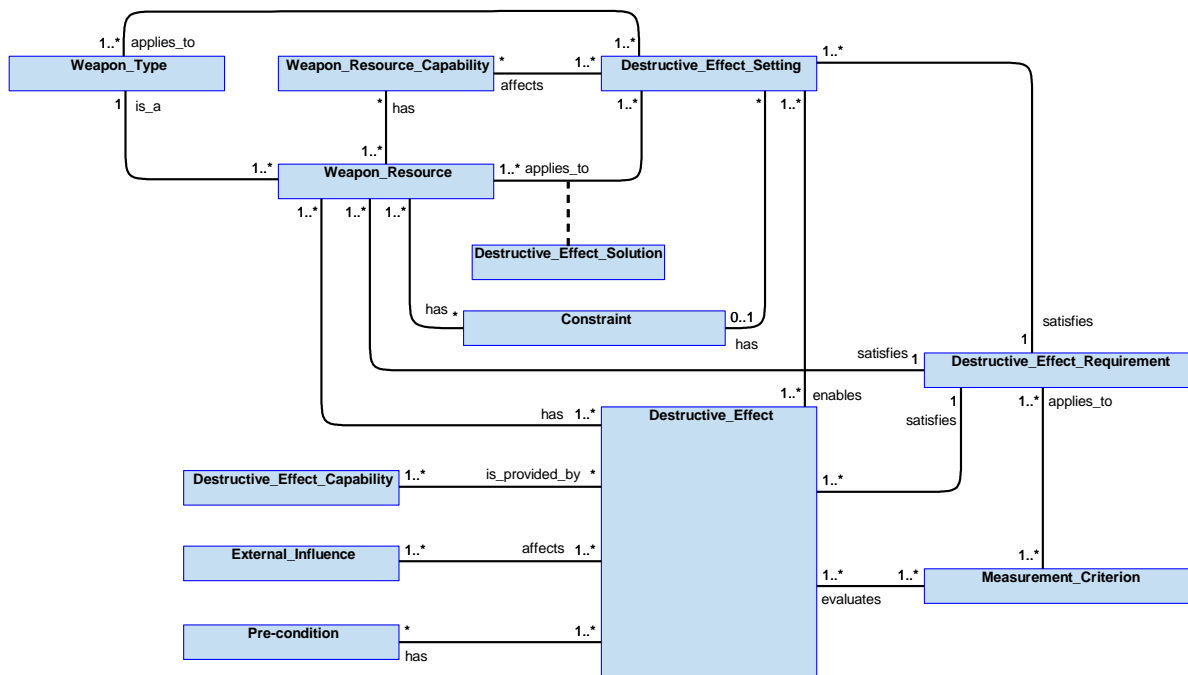 1..* applies_to 1..* 1..*
Weapon_Type Weapon_Resource_Capability * 1..* Destructive_Effect_Setting
affects
1 is_a * has 1..* * 1..*
1..* 1..*
Weapon_Resource 1..* applies_to
1..* 1..* 1..*
Destructive_Effect_Solution
has * Constraint 0..1
has
satisfies
satisfies 1 1
Destructive_Effect_Requirement
1..* enables 1 1..* applies_to
has 1..* Destructive_Effect satisfies
Destructive_Effect_Capability 1..* is_provided_by * 1..*
External_Influence 1..* affects 1..* 1..*
1..* 1..* Measurement_Criterion
evaluates
Pre-condition * 1..*
has